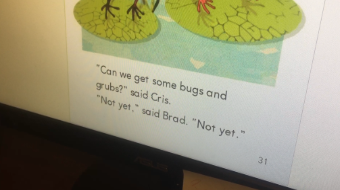 "Can we get some bugs and
grubs?" said Cris.
"Not yet," said Brad. "Not yet."
31